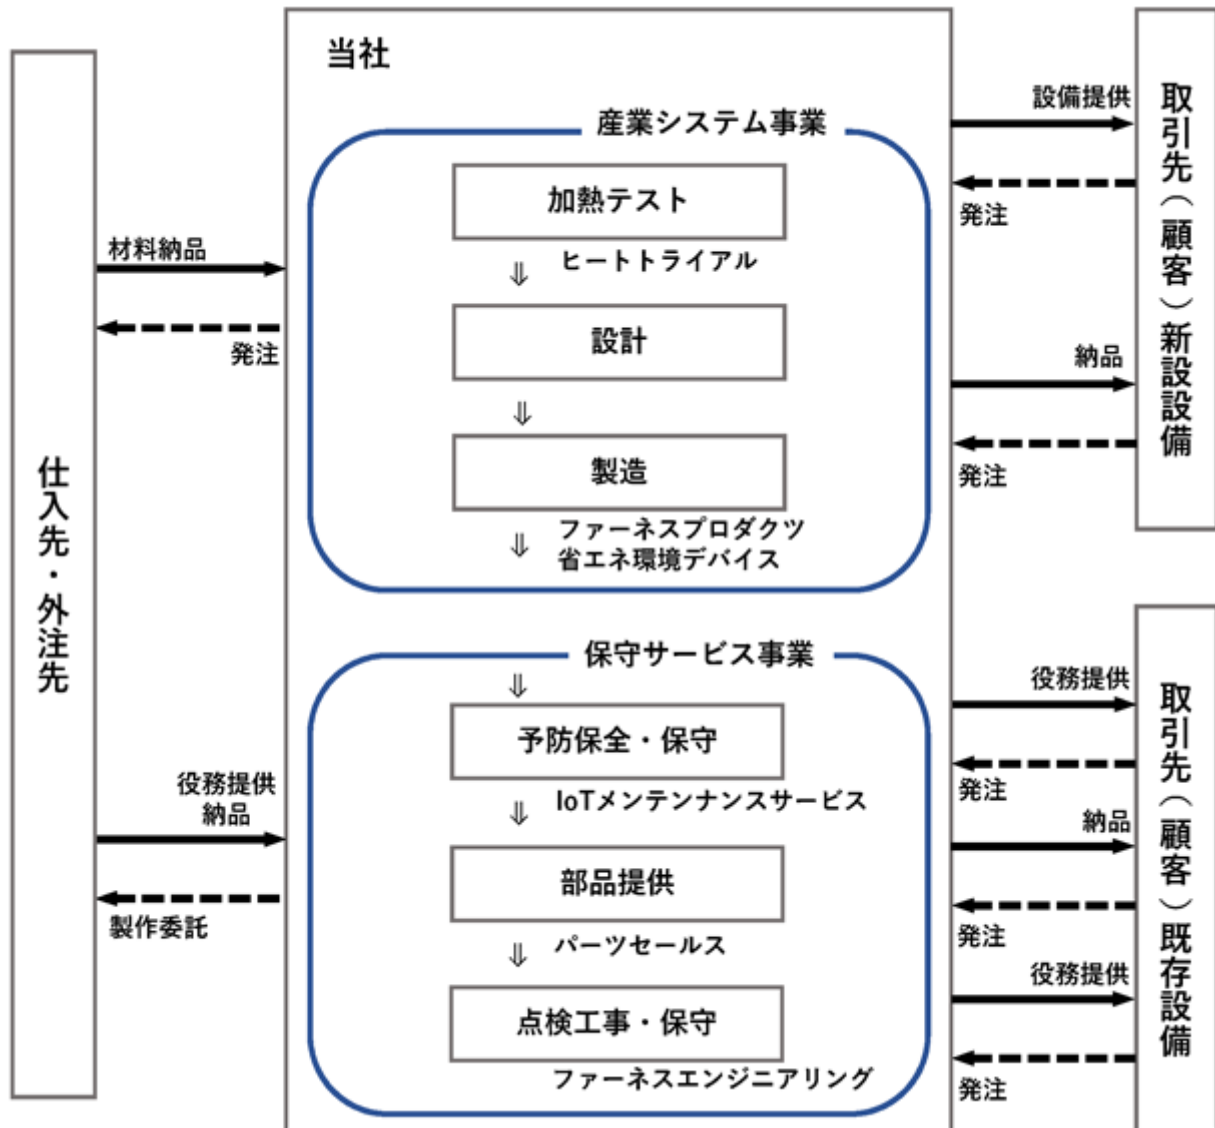 当社
産業システム事業
加熱テスト
ヒートトライアル
⇓
設計
⇓
製造
ファーネスプロダクツ
省エネ環境デバイス
⇓
保守サービス事業
⇓
予防保全・保守
IoTメンテンナンスサービス
⇓
部品提供
パーツセールス
⇓
点検工事・保守
ファーネスエンジニアリング
仕入先・外注先
材料納品
発注
役務提供
納品
製作委託
設備提供
発注
納品
発注
取引先（顧客）新設設備
役務提供
発注
納品
発注
役務提供
発注
取引先（顧客）既存設備